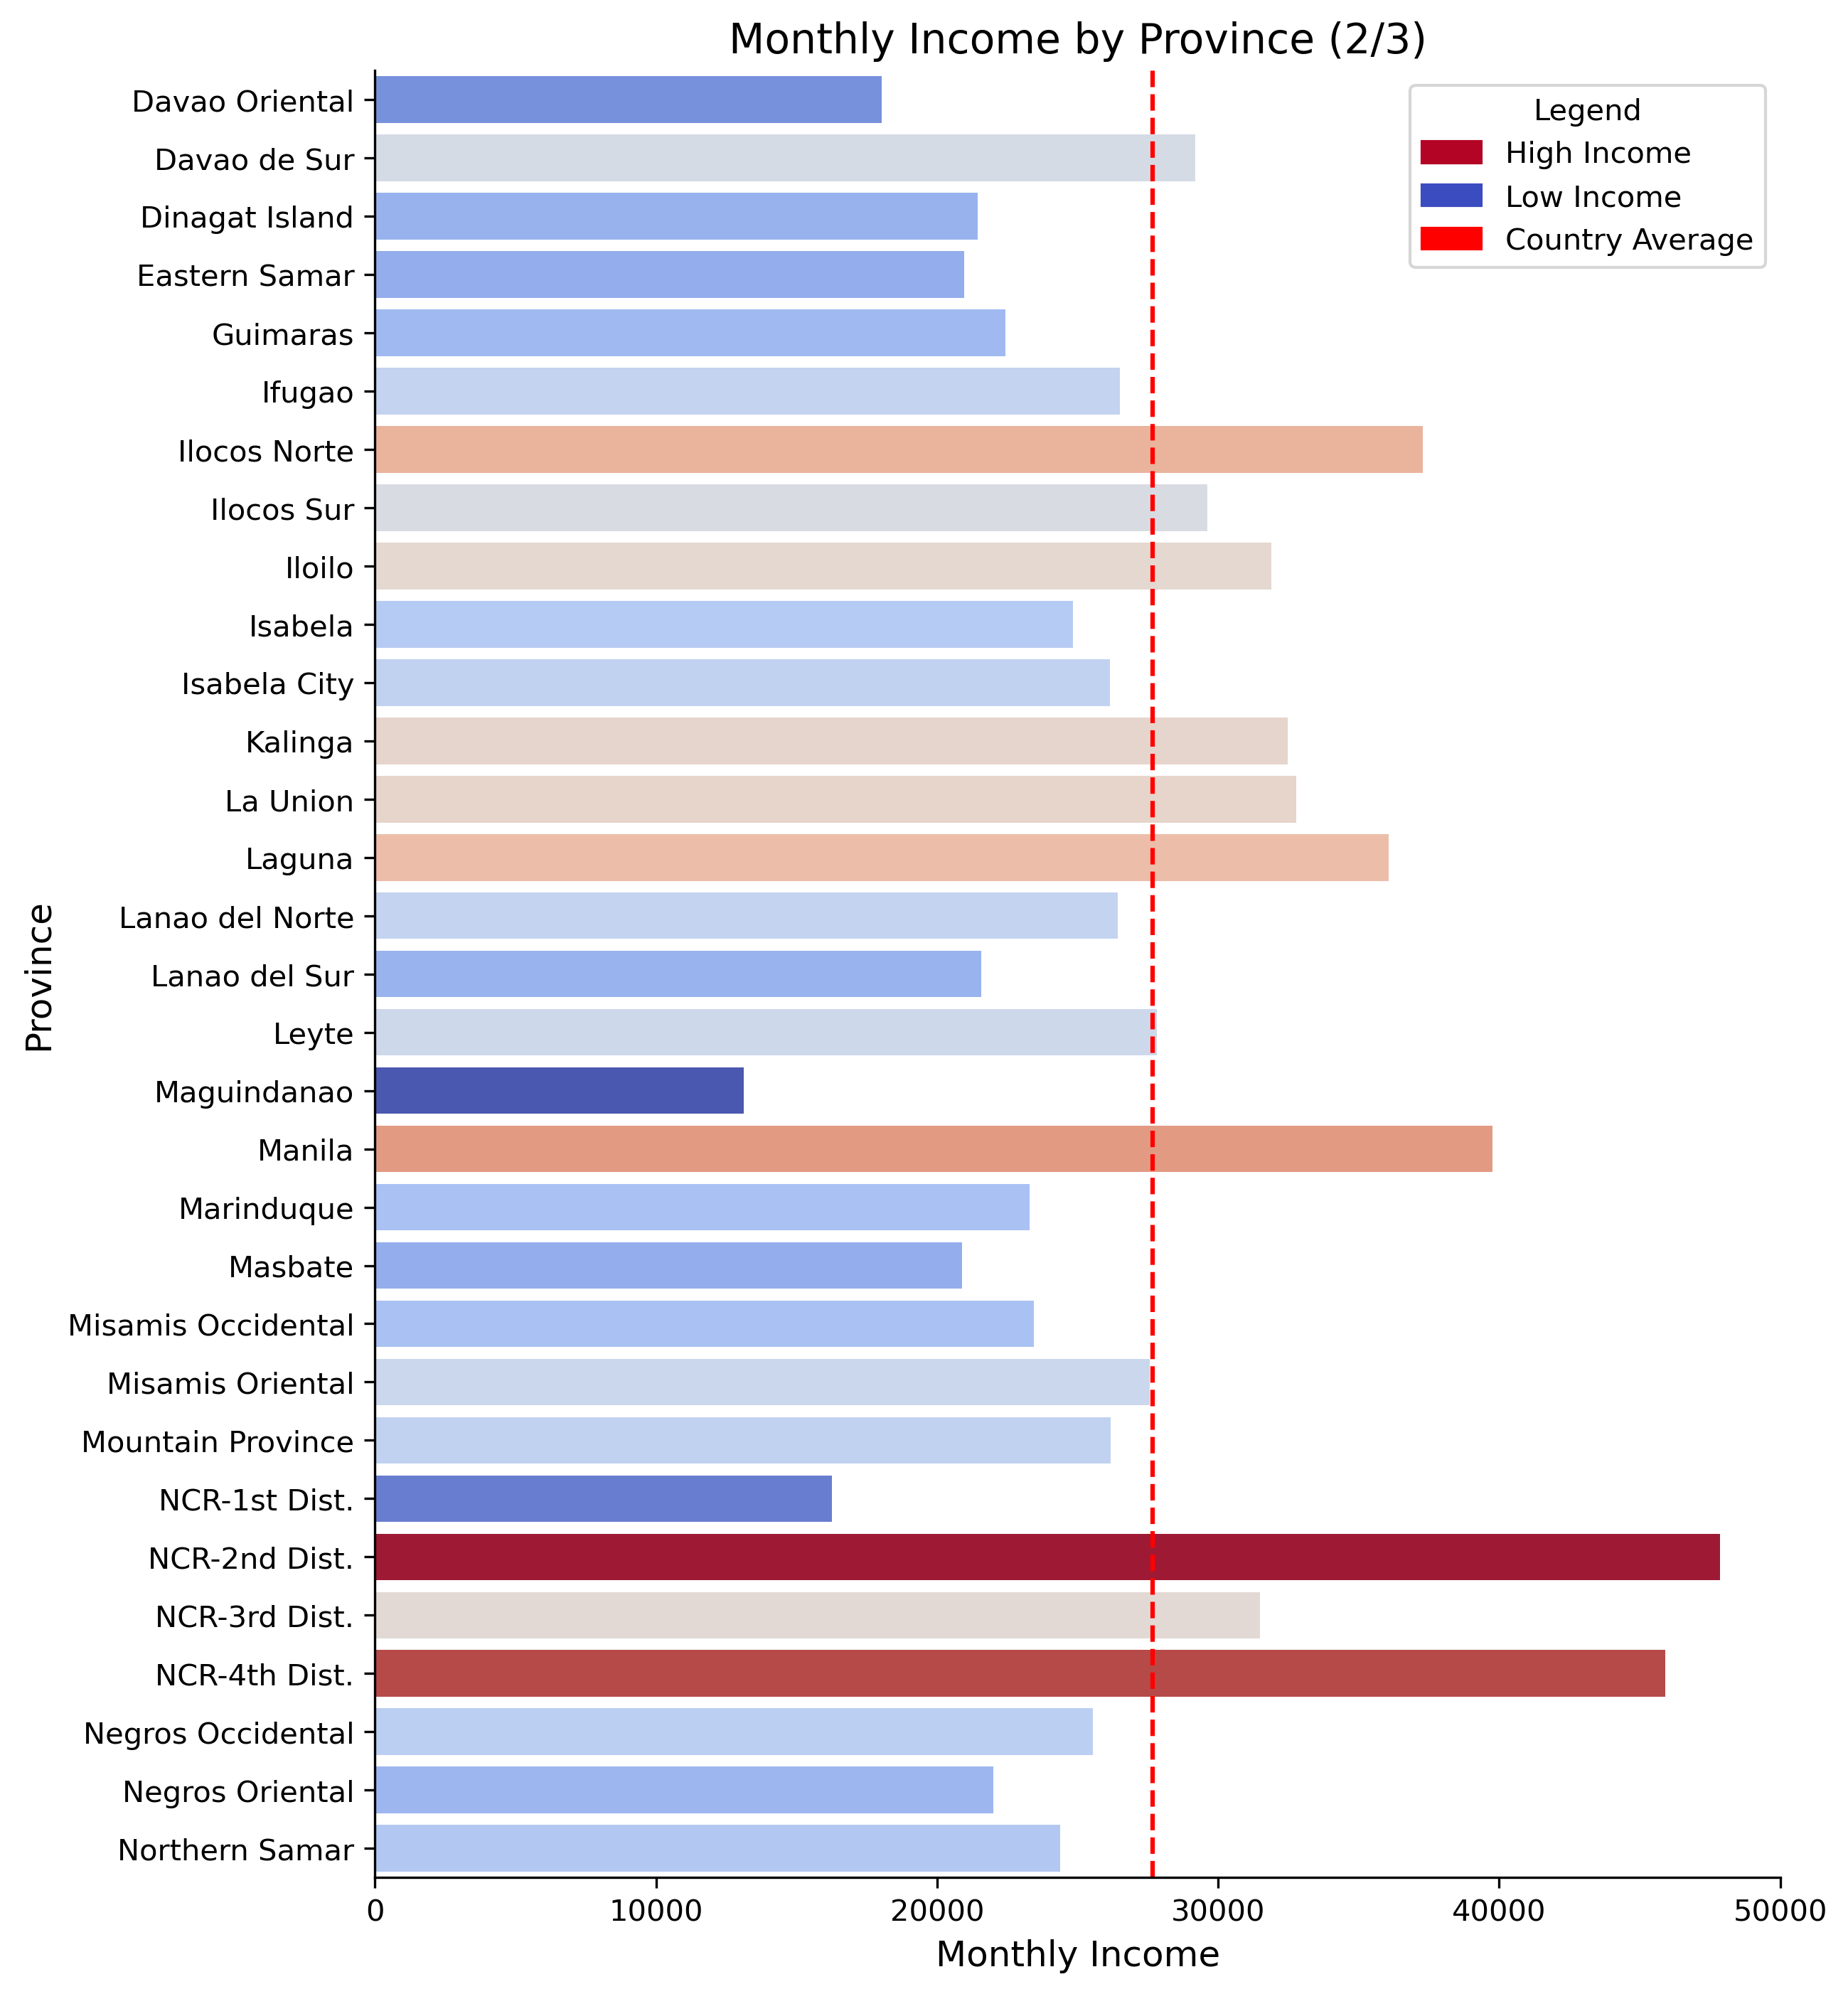 Monthly Income by Province (2/3)
Legend
High Income
Low Income
Country Average
Province
Davao Oriental
Davao de Sur
Dinagat Island
Eastern Samar
Guimaras
Ifugao
Ilocos Norte
Ilocos Sur
Iloilo
Isabela
Isabela City
Kalinga
La Union
Laguna
Lanao del Norte
Lanao del Sur
Leyte
Maguindanao
Manila
Marinduque
Masbate
Misamis Occidental
Misamis Oriental
Mountain Province
NCR-1st Dist.
NCR-2nd Dist.
NCR-3rd Dist.
NCR-4th Dist.
Negros Occidental
Negros Oriental
Northern Samar
0 10000 20000 30000 40000 50000
Monthly Income